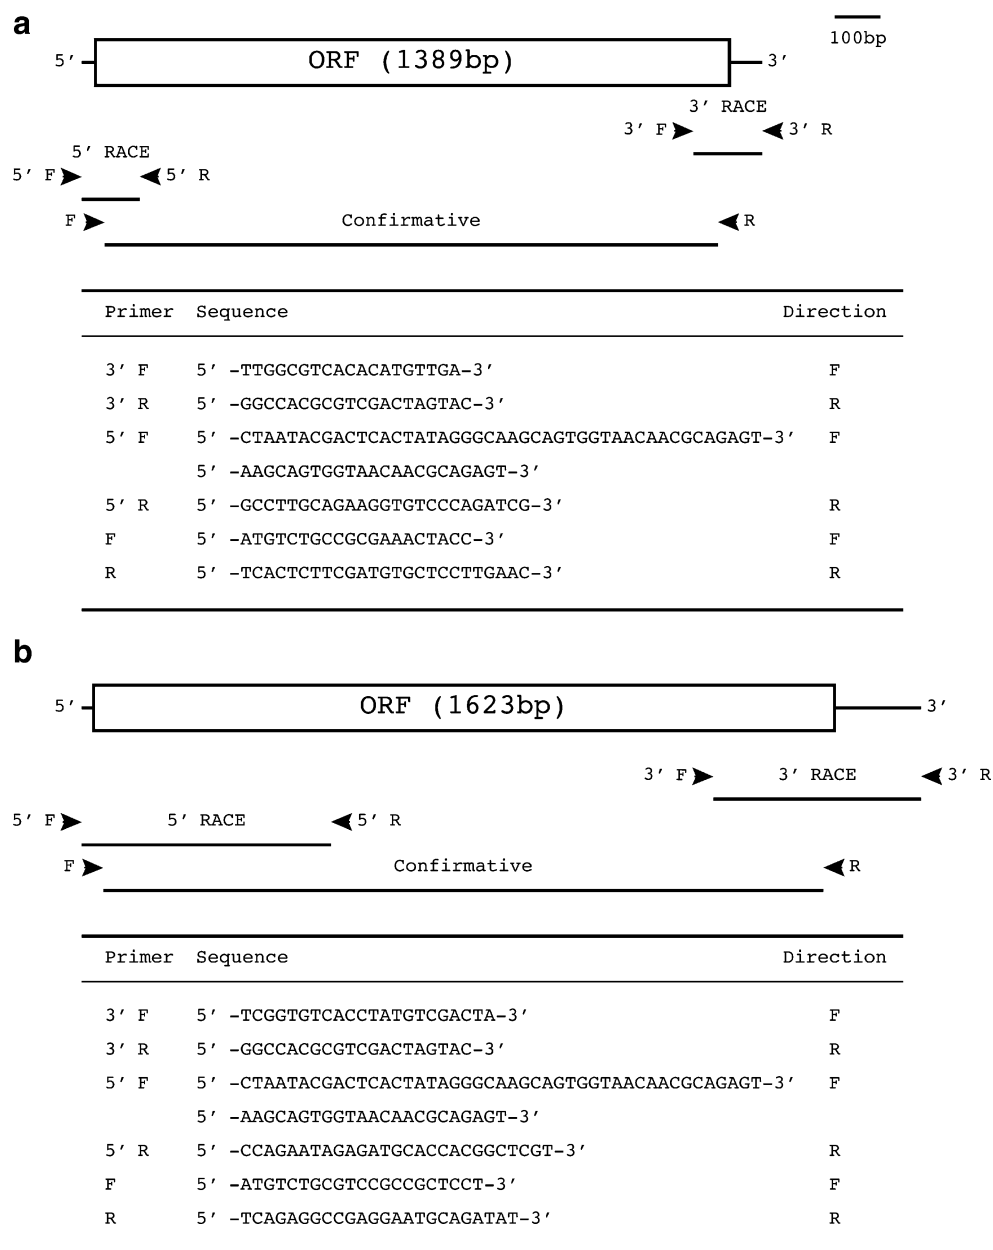 a
100bp
5' ORF (1389bp) 3'
3' RACE
3' F 3' R
5' RACE
5' F 5' R
F Confirmative R
Primer Sequence Direction
3' F 5' -TTGGCGTCACACATGTTGA-3' F
3' R 5' -GGCCACGCGTCGACTAGTAC-3' R
5' F 5' -CTAATACGACTCACTATAGGGCAAGCAGTGGTAACAACGCAGAGT-3' F
5' -AAGCAGTGGTAACAACGCAGAGT-3'
5' R 5' -GCCTTGCAGAAGGTGTCCCAGATCG-3' R
F 5' -ATGTCTGCCGCGAAACTACC-3' F
R 5' -TCACTCTTCGATGTGCTCCTTGAAC-3' R
b
5' ORF (1623bp) 3'
3' F 3' RACE 3' R
5' F 5' RACE 5' R
F Confirmative R
Primer Sequence Direction
3' F 5' -TCGGTGTCACCTATGTCGACTA-3' F
3' R 5' -GGCCACGCGTCGACTAGTAC-3' R
5' F 5' -CTAATACGACTCACTATAGGGCAAGCAGTGGTAACAACGCAGAGT-3' F
5' -AAGCAGTGGTAACAACGCAGAGT-3'
5' R 5' -CCAGAATAGAGATGCACCACGGCTCGT-3' R
F 5' -ATGTCTGCGTCCGCCGCTCCT-3' F
R 5' -TCAGAGGCCGAGGAATGCAGATAT-3' R